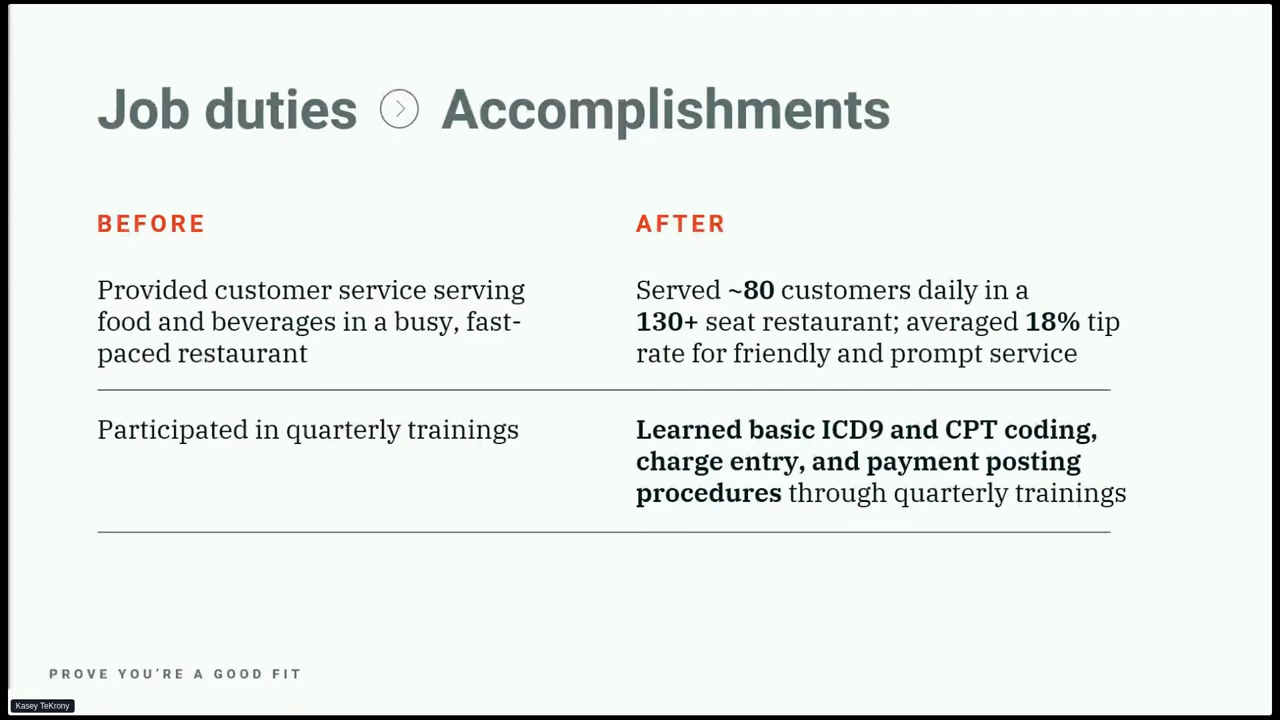 Job duties Accomplishments
BEFORE
Provided customer service serving
food and beverages in a busy, fast-
paced restaurant
Participated in quarterly trainings
AFTER
Served ~80 customers daily in a
130+ seat restaurant; averaged 18% tip
rate for friendly and prompt service
Learned basic ICD9 and CPT coding,
charge entry, and payment posting
procedures through quarterly trainings
PROVE YOU’RE A GOOD FIT
Kasey TeKrony